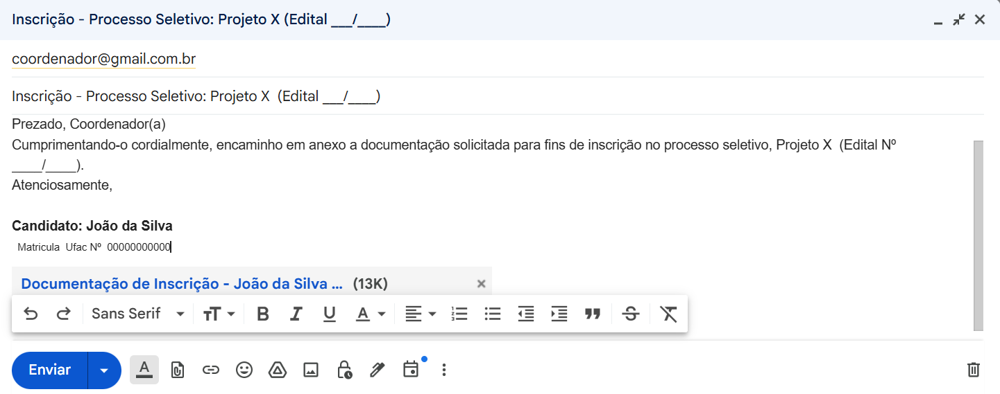 Inscrição - Processo Seletivo: Projeto X (Edital ___/____)
coordenador@gmail.com.br
Inscrição - Processo Seletivo: Projeto X  (Edital ___/____)
Prezado, Coordenador(a)
Cumprimentando-o cordialmente, encaminho em anexo a documentação solicitada para fins de inscrição no processo seletivo, Projeto X  (Edital Nº
____/____).
Atenciosamente,
Candidato: João da Silva
Matricula  Ufac Nº  00000000000
Documentação de Inscrição - João da Silva ... (13K)
Sans Serif
Enviar